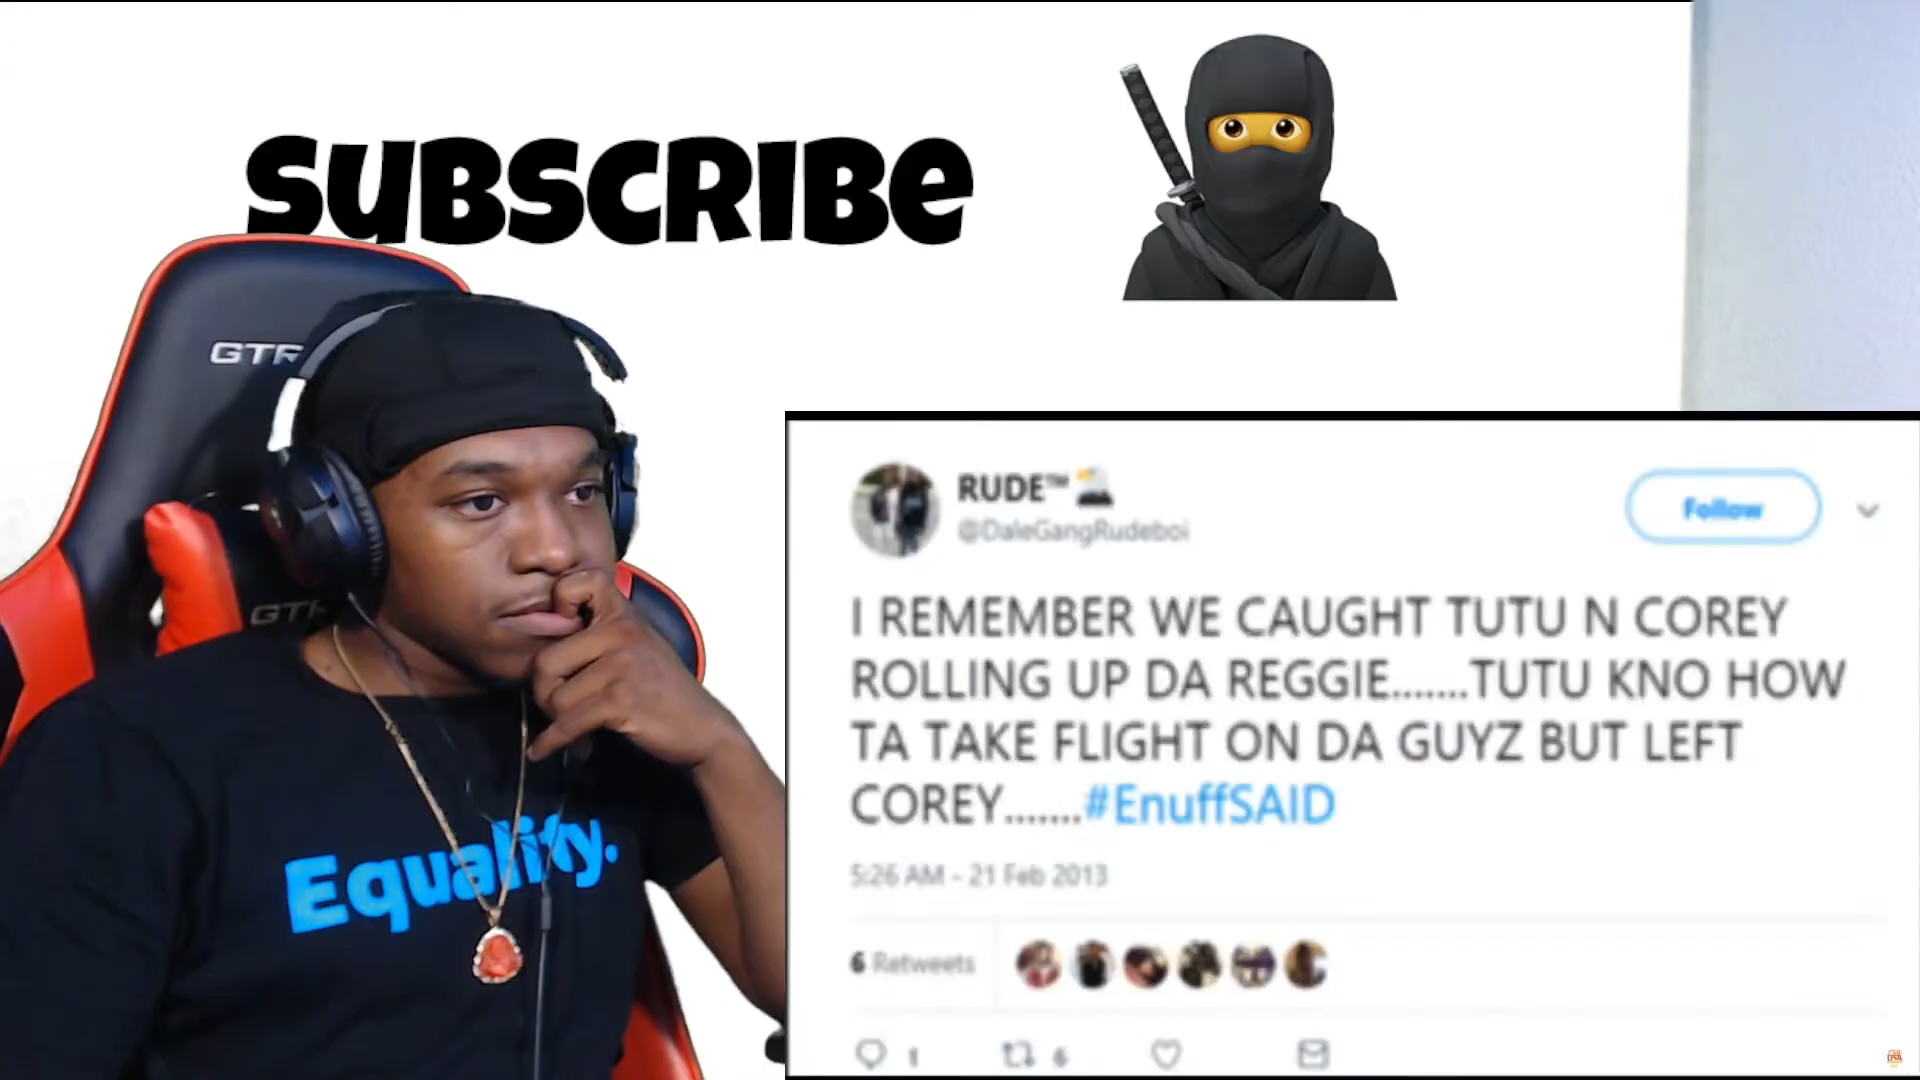 SUBSCRIBE
GTR
GTR
Equality.
RUDE™
@DaleGangRudeboi
Follow
I REMEMBER WE CAUGHT TUTU N COREY
ROLLING UP DA REGGIE.......TUTU KNO HOW
TA TAKE FLIGHT ON DA GUYZ BUT LEFT
COREY.......#EnuffSAID
5:26 AM - 21 Feb 2013
6 Retweets
1
6